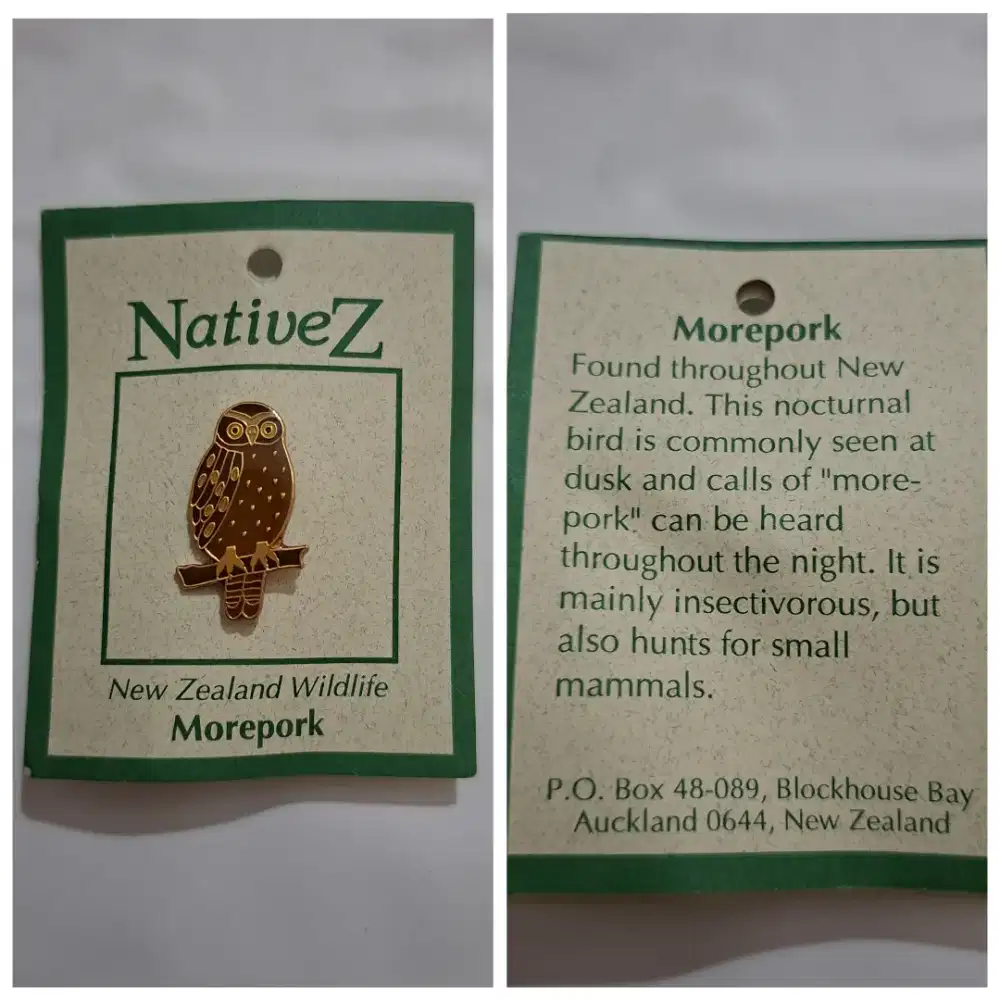 NativeZ
New Zealand Wildlife
Morepork
Morepork
Found throughout New
Zealand. This nocturnal
bird is commonly seen at
dusk and calls of "more-
pork" can be heard
throughout the night. It is
mainly insectivorous, but
also hunts for small
mammals.
P.O. Box 48-089, Blockhouse Bay
Auckland 0644, New Zealand